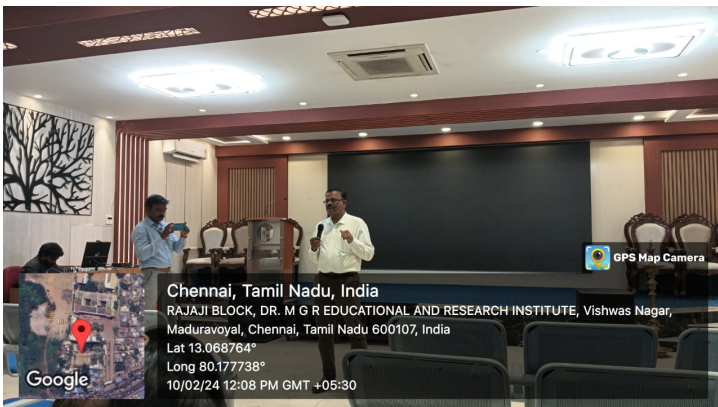 GPS Map Camera
Chennai, Tamil Nadu, India
RAJAJI BLOCK, DR. M G R EDUCATIONAL AND RESEARCH INSTITUTE, Vishwas Nagar,
Maduravoyal, Chennai, Tamil Nadu 600107, India
Lat 13.068764°
Long 80.177738°
10/02/24 12:08 PM GMT +05:30
Google